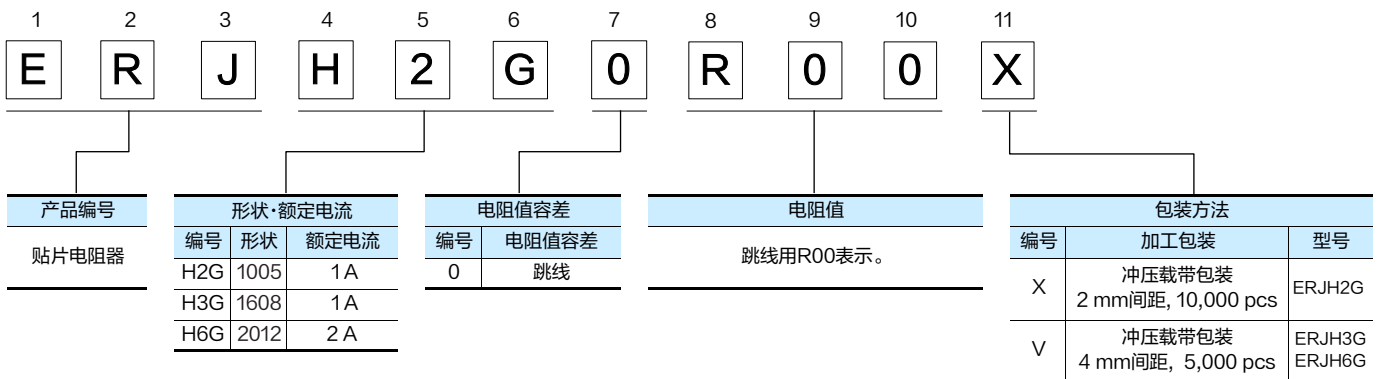 1 2 3 4 5 6 7 8 9 10 11
E R J H 2 G 0 R 0 0 X
产品编号
贴片电阻器
形状·额定电流
编号 形状 额定电流
H2G 1005 1 A
H3G 1608 1 A
H6G 2012 2 A
电阻值容差
编号 电阻值容差
0 跳线
电阻值
跳线用R00表示。
包装方法
编号 加工包装 型号
X 冲压载带包装 ERJH2G
2 mm间距, 10,000 pcs
V 冲压载带包装 ERJH3G
4 mm间距, 5,000 pcs ERJH6G